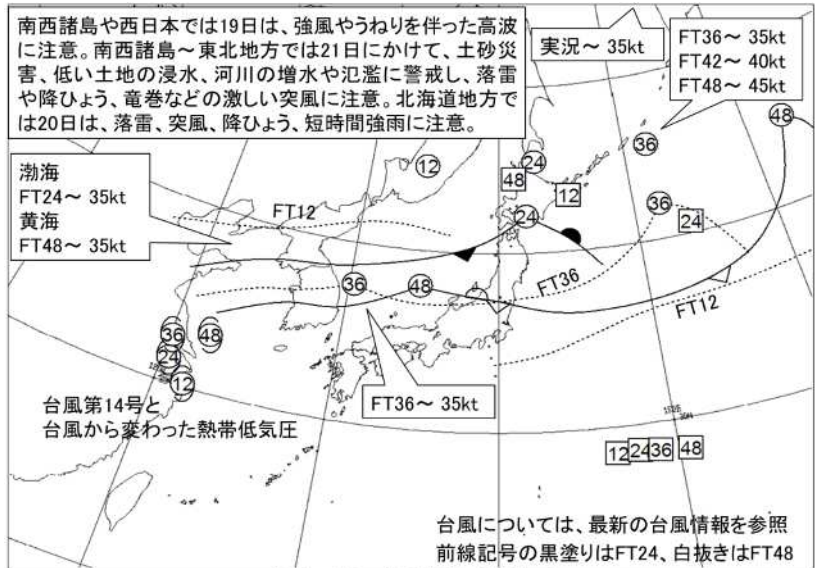 南西諸島や西日本では19日は、強風やうねりを伴った高波
に注意。南西諸島～東北地方では21日にかけて、土砂災
害、低い土地の浸水、河川の増水や氾濫に警戒し、落雷
や降ひょう、竜巻などの激しい突風に注意。北海道地方で
は20日は、落雷、突風、降ひょう、短時間強雨に注意。
実況～ 35kt
FT36～ 35kt
FT42～ 40kt
FT48～ 45kt
48
36
12
24
48
12
渤海
FT24～ 35kt
黄海
FT48～ 35kt
FT12
24
36
24
36
48
FT36
FT12
36
48
24
12
FT36～ 35kt
台風第14号と
台風から変わった熱帯低気圧
12
24
36
48
台風については、最新の台風情報を参照
前線記号の黒塗りはFT24、白抜きはFT48